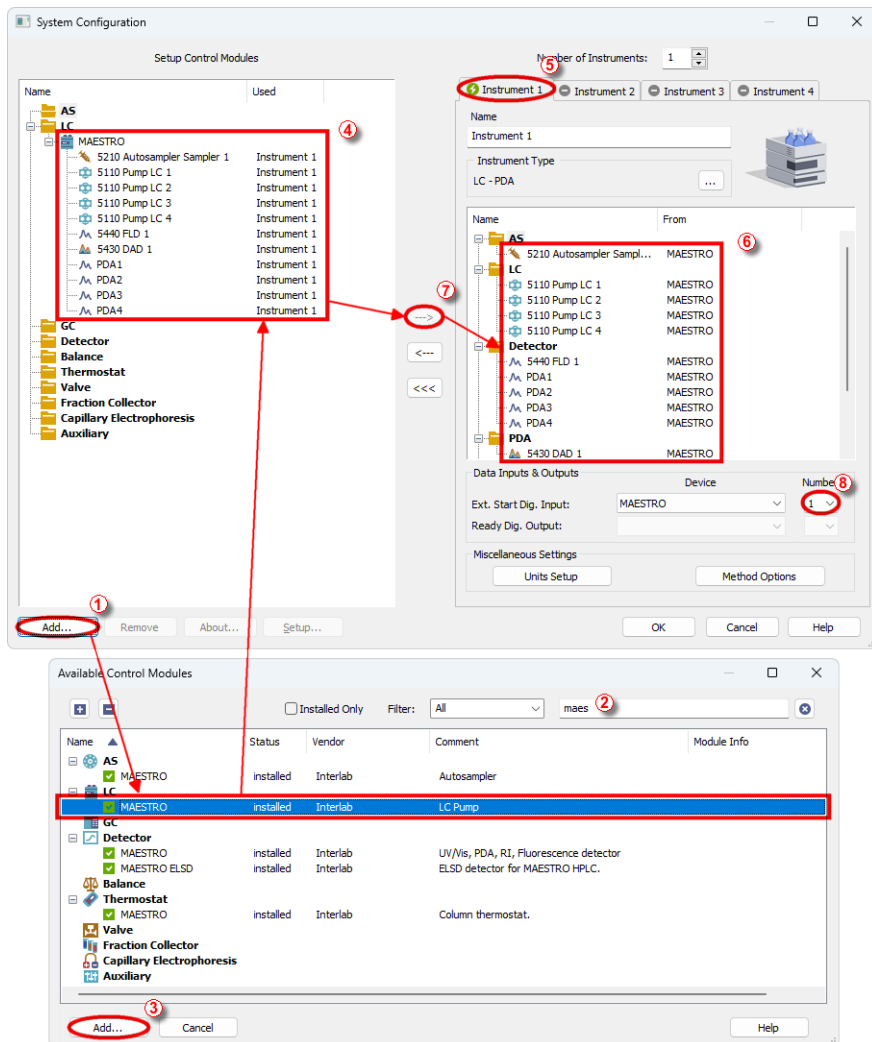 System Configuration
Setup Control Modules
Number of Instruments: 1
5
Instrument 1 Instrument 2 Instrument 3 Instrument 4
Name Used
4
AS
LC
MAESTRO
5210 Autosampler Sampler 1 Instrument 1
5110 Pump LC 1 Instrument 1
5110 Pump LC 2 Instrument 1
5110 Pump LC 3 Instrument 1
5110 Pump LC 4 Instrument 1
5440 FLD 1 Instrument 1
5430 DAD 1 Instrument 1
PDA1 Instrument 1
PDA2 Instrument 1
PDA3 Instrument 1
PDA4 Instrument 1
GC
Detector
Balance
Thermostat
Valve
Fraction Collector
Capillary Electrophoresis
Auxiliary
7
--->
<---
<<<
Name
Instrument 1
Instrument Type
LC - PDA ...
Name From
6
AS
5210 Autosampler Sampl... MAESTRO
LC
5110 Pump LC 1 MAESTRO
5110 Pump LC 2 MAESTRO
5110 Pump LC 3 MAESTRO
5110 Pump LC 4 MAESTRO
Detector
5440 FLD 1 MAESTRO
PDA1 MAESTRO
PDA2 MAESTRO
PDA3 MAESTRO
PDA4 MAESTRO
PDA
5430 DAD 1 MAESTRO
Data Inputs & Outputs
Device Numbe
8
Ext. Start Dig. Input: MAESTRO 1
Ready Dig. Output:
Miscellaneous Settings
Units Setup Method Options
1
Add... Remove About... Setup... OK Cancel Help
Available Control Modules
Installed Only Filter: All maes
2
Name Status Vendor Comment Module Info
AS
MAESTRO installed Interlab Autosampler
LC
MAESTRO installed Interlab LC Pump
GC
Detector
MAESTRO installed Interlab UV/Vis, PDA, RI, Fluorescence detector
MAESTRO ELSD installed Interlab ELSD detector for MAESTRO HPLC.
Balance
Thermostat
MAESTRO installed Interlab Column thermostat.
Valve
Fraction Collector
Capillary Electrophoresis
Auxiliary
3
Add... Cancel Help